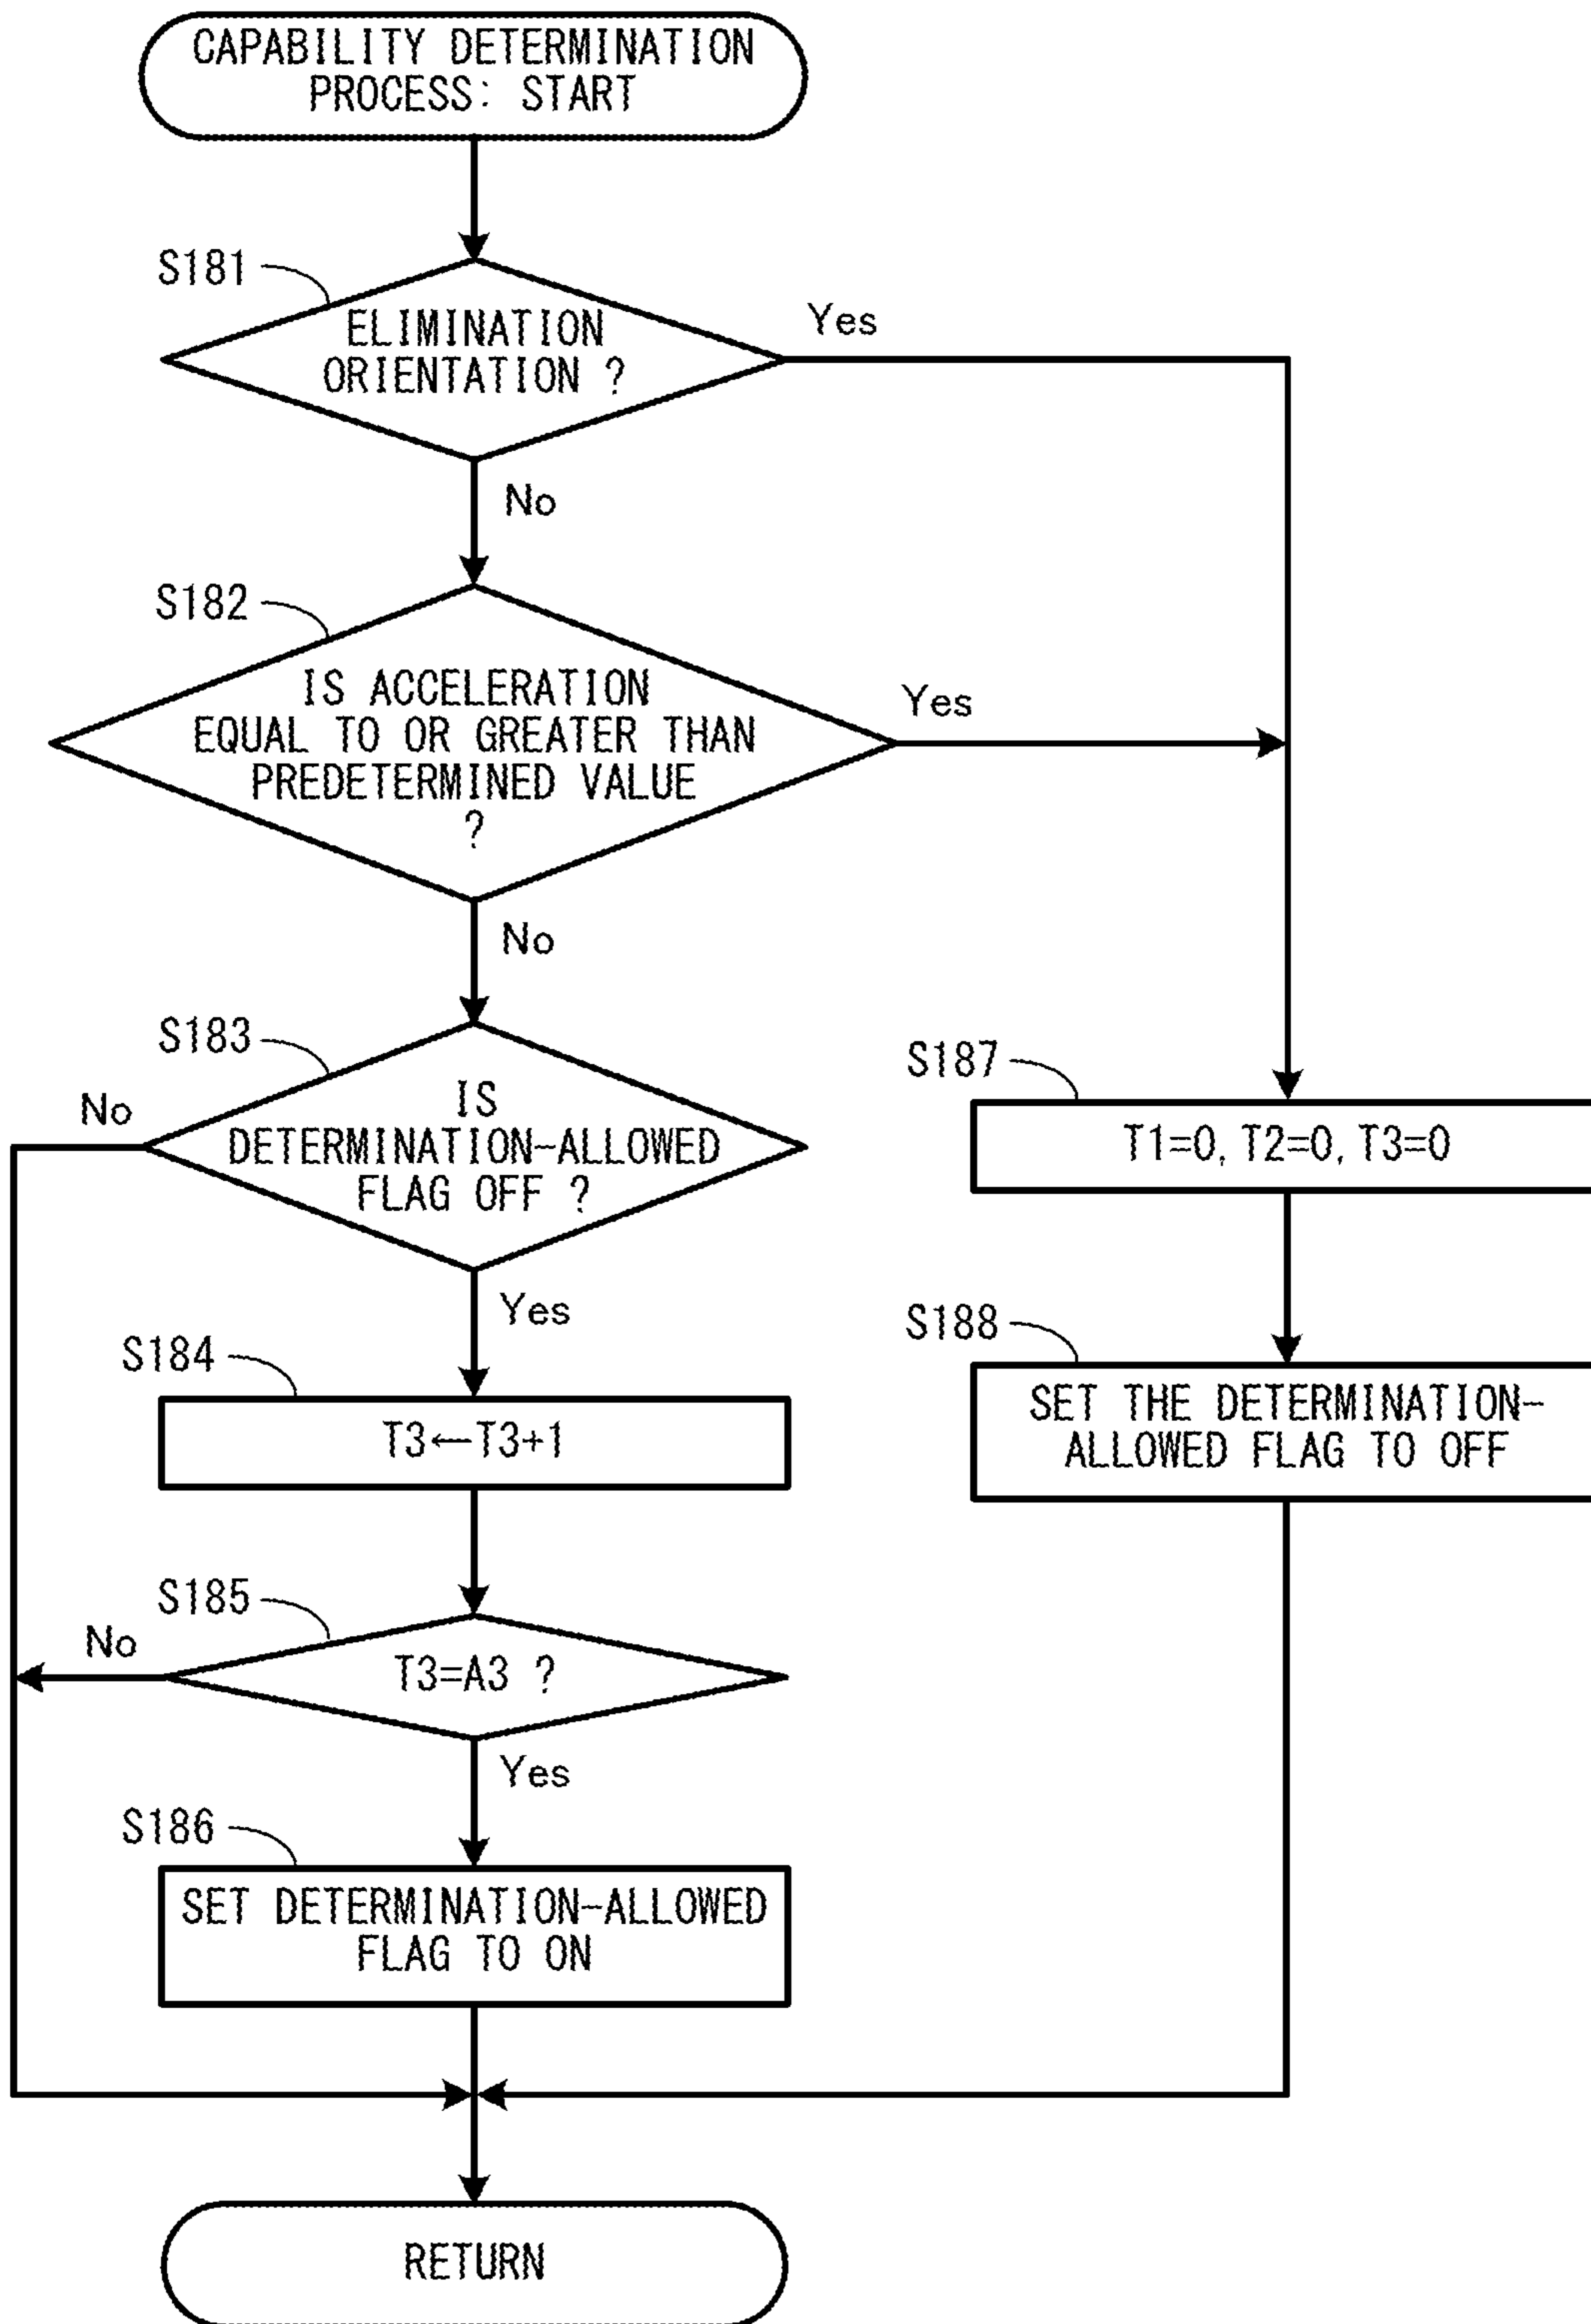 CAPABILITY DETERMINATION
PROCESS: START
S181
ELIMINATION
ORIENTATION ?
Yes
No
S182
IS ACCELERATION
EQUAL TO OR GREATER THAN
PREDETERMINED VALUE
?
Yes
No
S183
IS
DETERMINATION-ALLOWED
FLAG OFF ?
No
Yes
S184
T3←T3+1
S185
T3=A3 ?
No
Yes
S186
SET DETERMINATION-ALLOWED
FLAG TO ON
S187
T1=0, T2=0, T3=0
S188
SET THE DETERMINATION-
ALLOWED FLAG TO OFF
RETURN